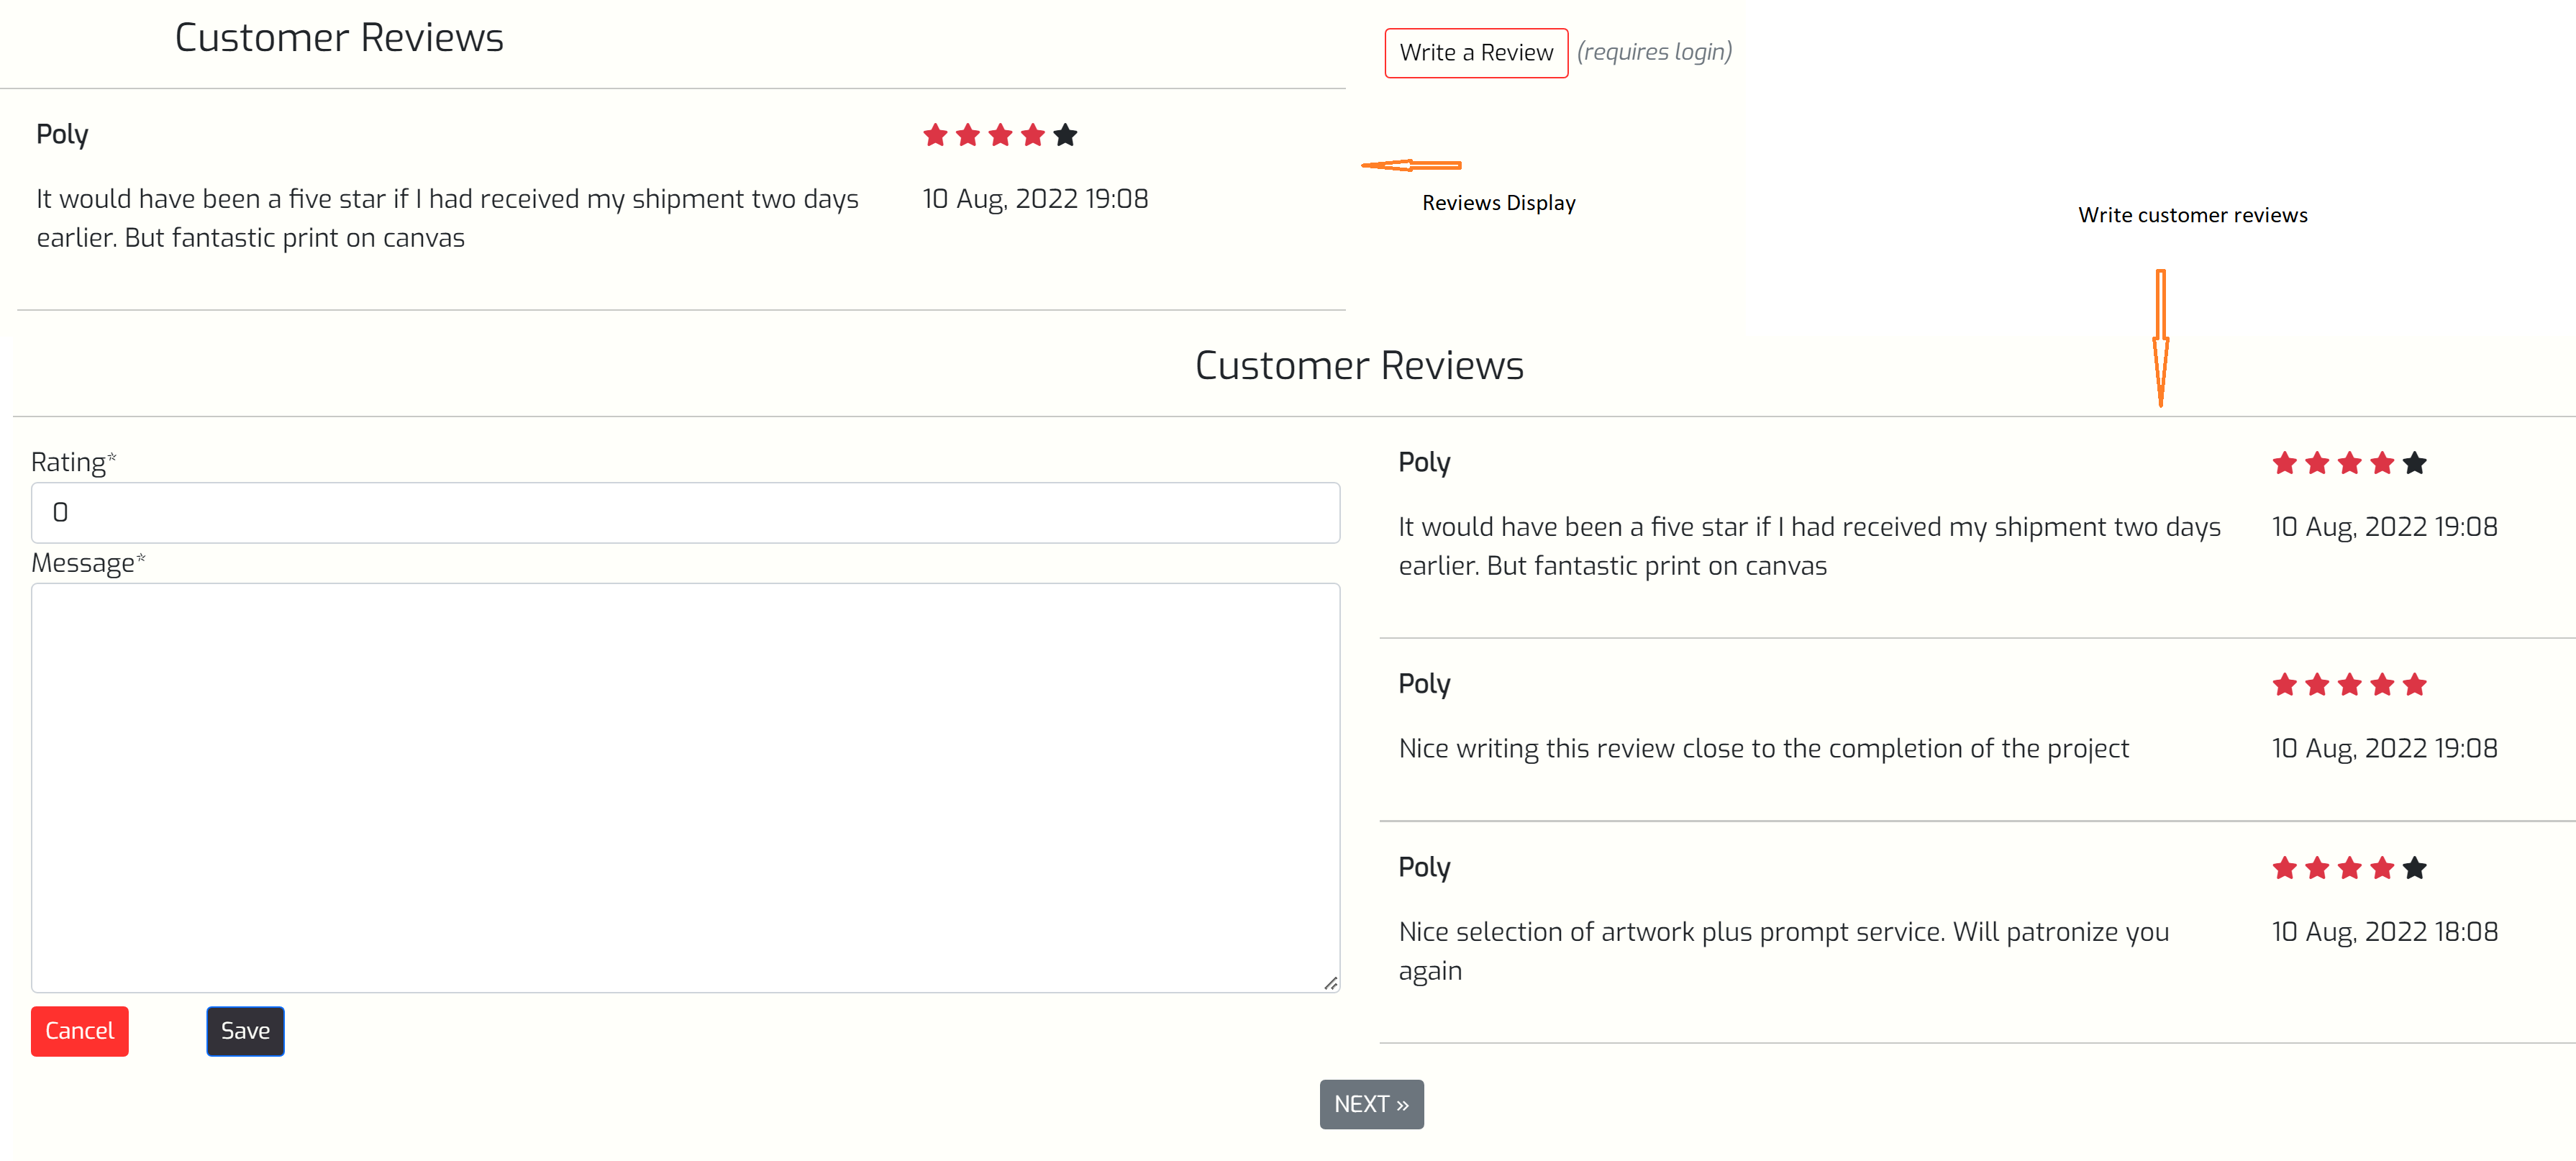 Customer Reviews
Write a Review (requires login)
Poly
It would have been a five star if I had received my shipment two days
earlier. But fantastic print on canvas
10 Aug, 2022 19:08
Reviews Display
Write customer reviews
Customer Reviews
Rating*
0
Message*
Cancel
Save
Poly
It would have been a five star if I had received my shipment two days
earlier. But fantastic print on canvas
10 Aug, 2022 19:08
Poly
Nice writing this review close to the completion of the project
10 Aug, 2022 19:08
Poly
Nice selection of artwork plus prompt service. Will patronize you
again
10 Aug, 2022 18:08
NEXT »